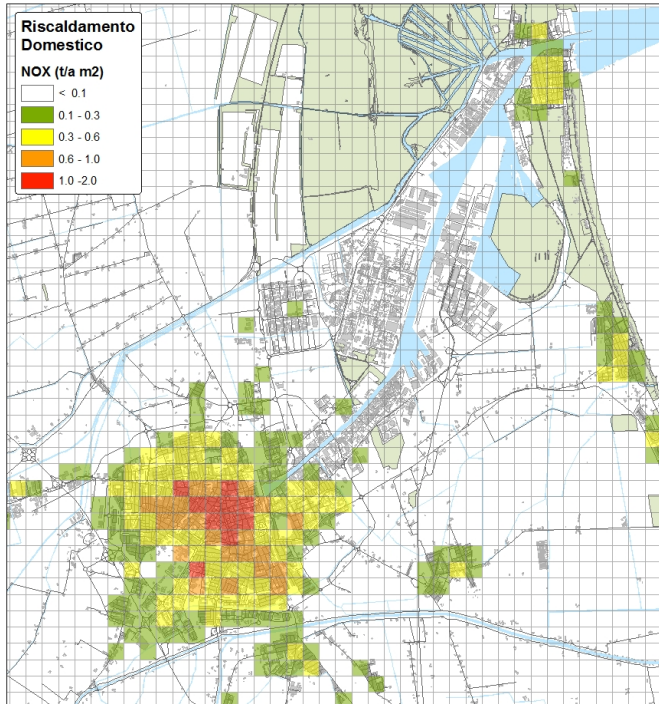 Riscaldamento
Domestico
NOX (t/a m2)
< 0.1
0.1 - 0.3
0.3 - 0.6
0.6 - 1.0
1.0 -2.0